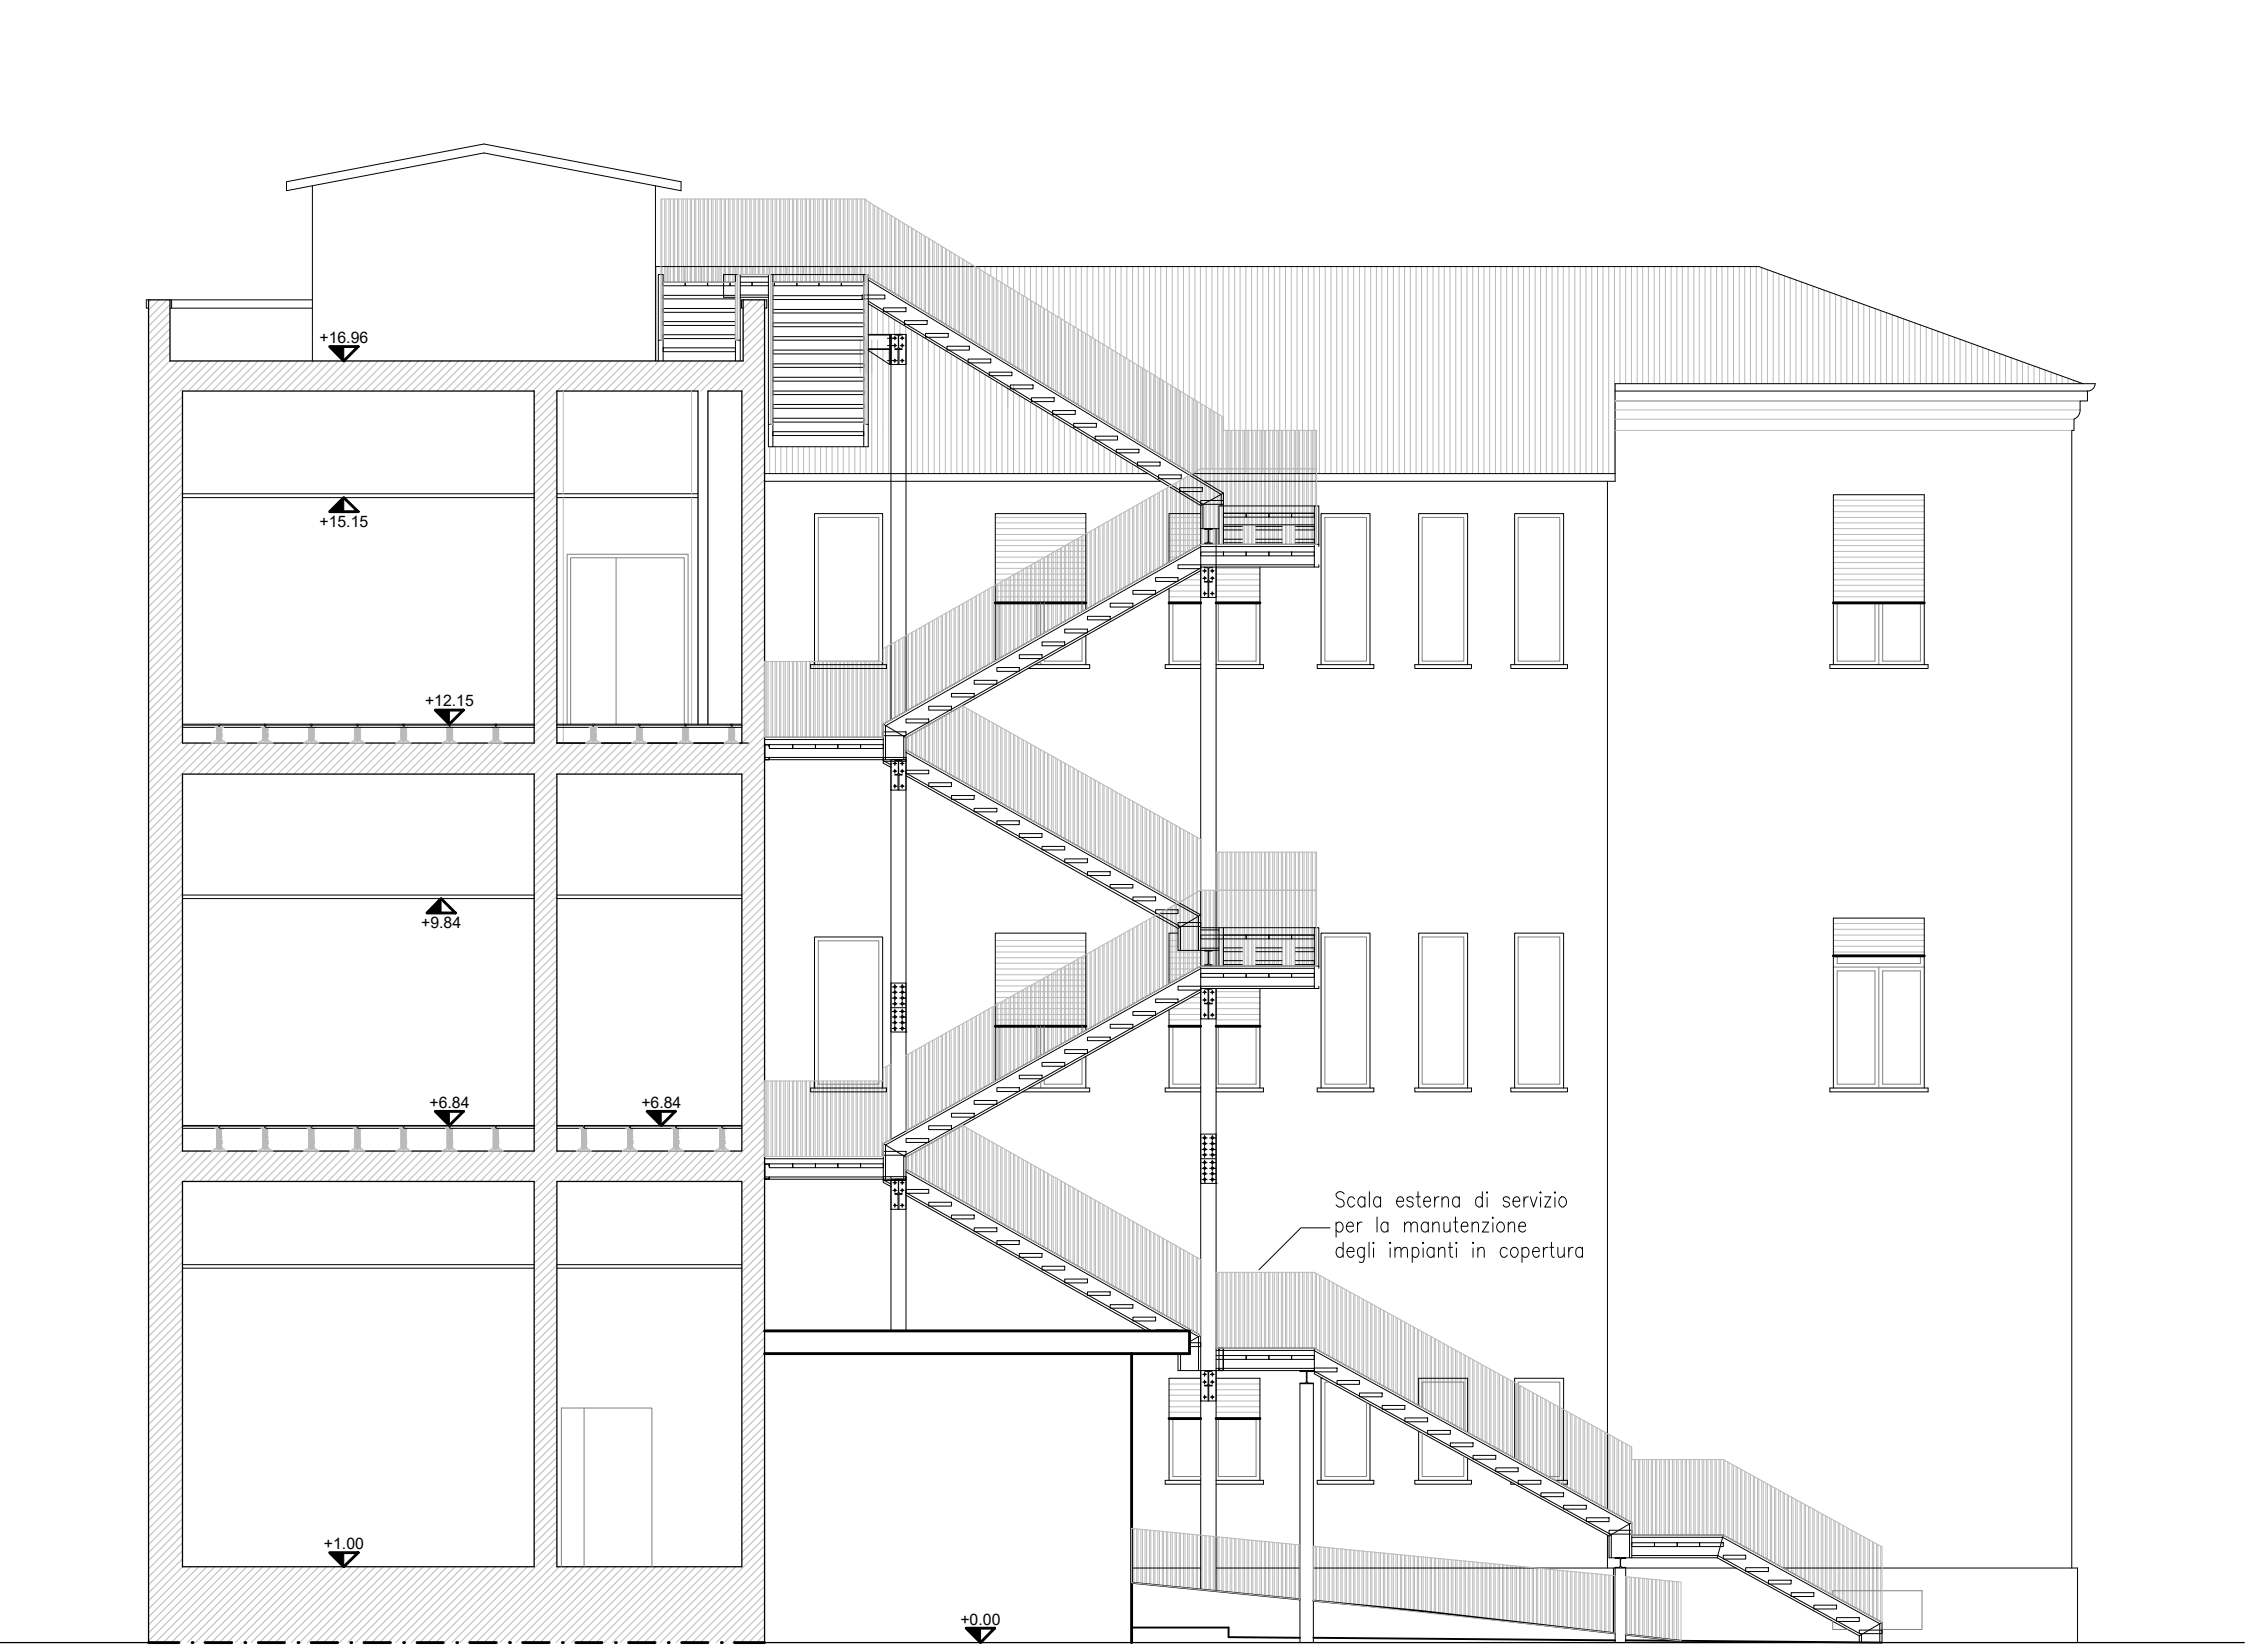 +16.96
+15.15
+12.15
+9.84
+6.84
+6.84
Scala esterna di servizio
per la manutenzione
degli impianti in copertura
+1.00
+0.00